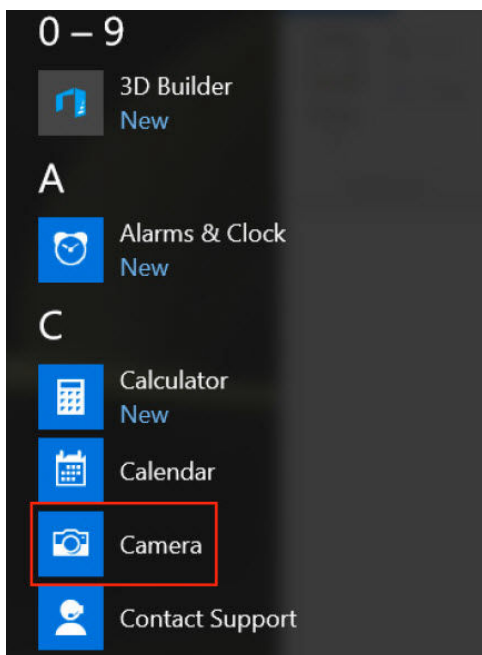 0 – 9
3D Builder
New
A
Alarms & Clock
New
C
Calculator
New
Calendar
Camera
Contact Support